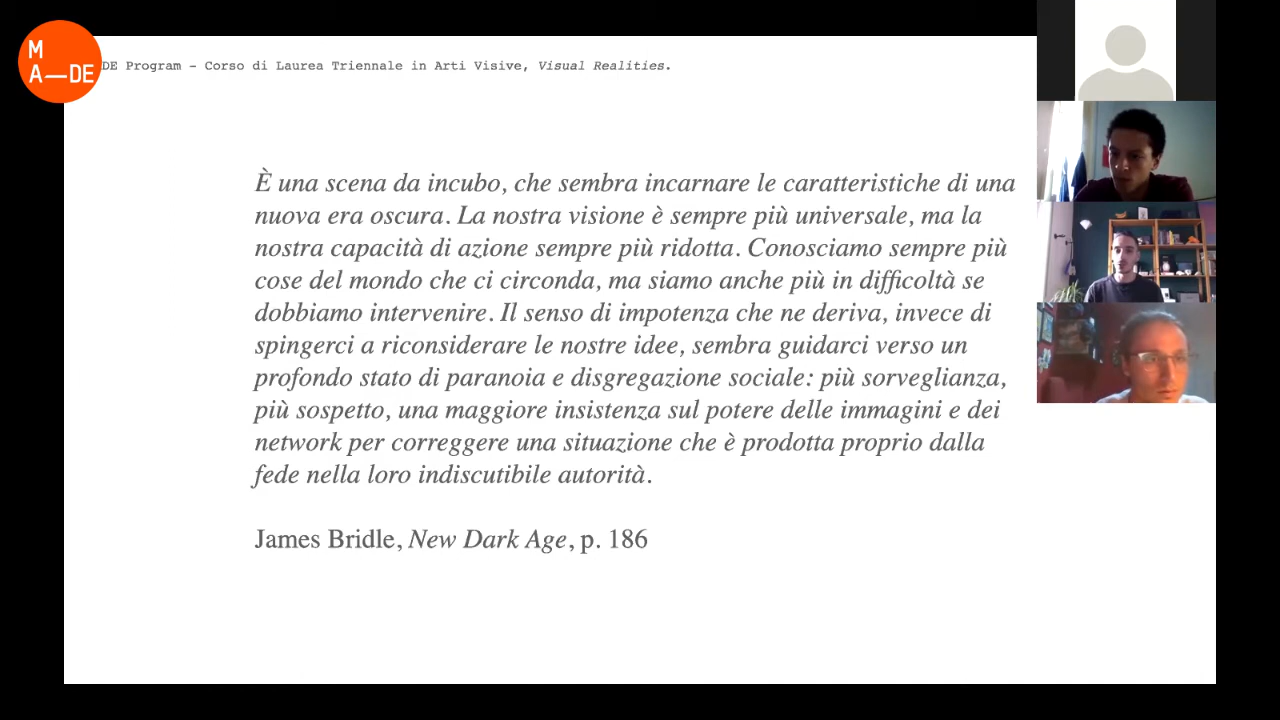 M
A—DE
DE Program – Corso di Laurea Triennale in Arti Visive, Visual Realities.
È una scena da incubo, che sembra incarnare le caratteristiche di una
nuova era oscura. La nostra visione è sempre più universale, ma la
nostra capacità di azione sempre più ridotta. Conosciamo sempre più
cose del mondo che ci circonda, ma siamo anche più in difficoltà se
dobbiamo intervenire. Il senso di impotenza che ne deriva, invece di
spingerci a riconsiderare le nostre idee, sembra guidarci verso un
profondo stato di paranoia e disgregazione sociale: più sorveglianza,
più sospetto, una maggiore insistenza sul potere delle immagini e dei
network per correggere una situazione che è prodotta proprio dalla
fede nella loro indiscutibile autorità.
James Bridle, New Dark Age, p. 186